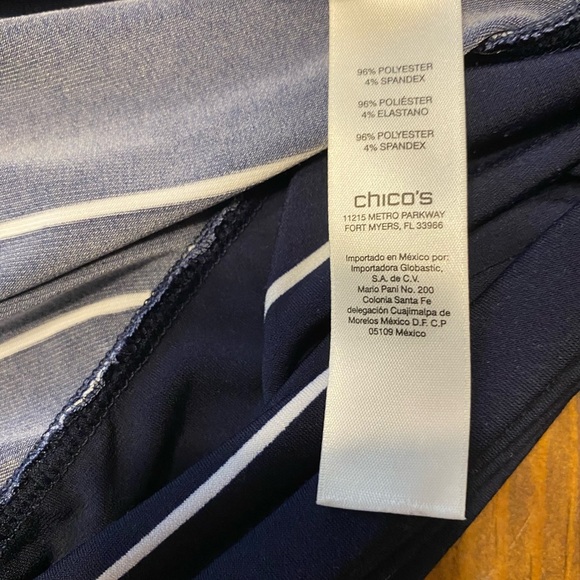 96% POLYESTER
4% SPANDEX
96% POLIÉSTER
4% ELASTANO
96% POLYESTER
4% SPANDEX
chico's
11215 METRO PARKWAY
FORT MYERS, FL 33966
Importado en México por:
Importadora Globastic,
S.A. de C.V.
Mario Pani No. 200
Colonia Santa Fe
delegación Cuajimalpa de
Morelos México D.F. C.P
05109 México